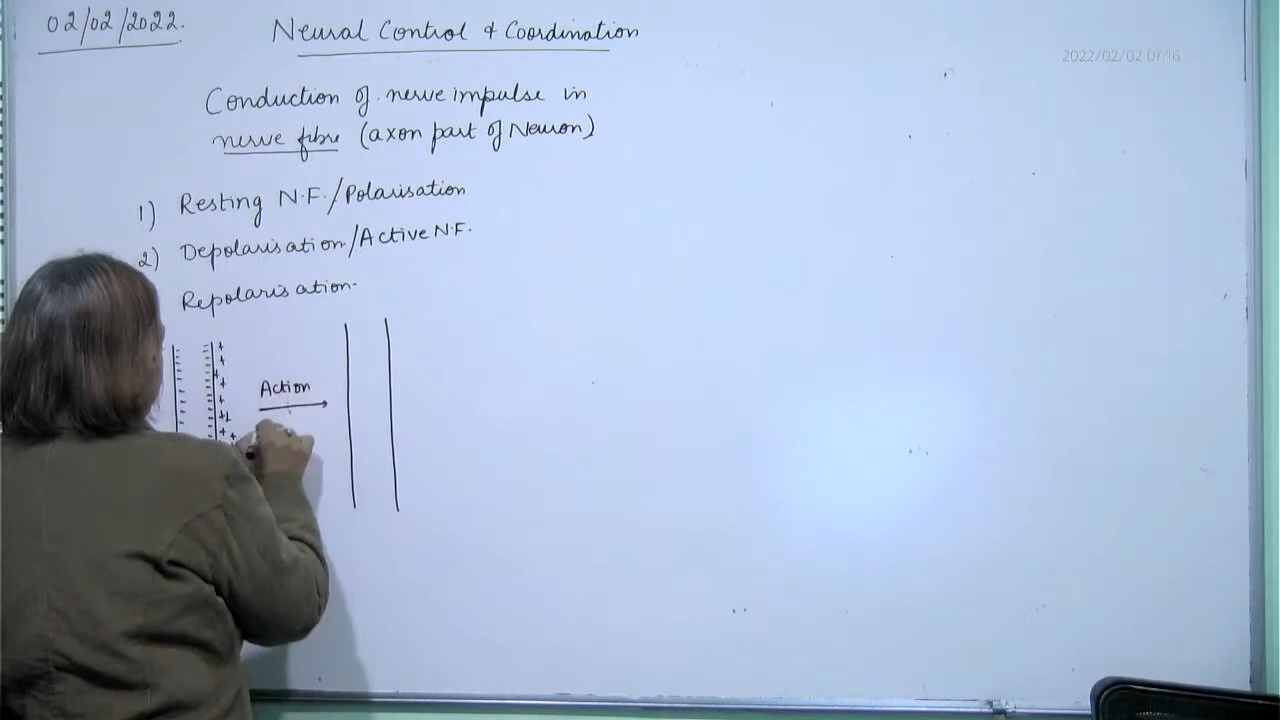 02/02/2022.
Neural Control & Coordination
2022/02/02 07:16
Conduction of nerve impulse in
nerve fibre (axon part of Neuron)
1) Resting N.F./Polarisation
2) Depolarisation/Active N.F.
Repolarisation.
Action